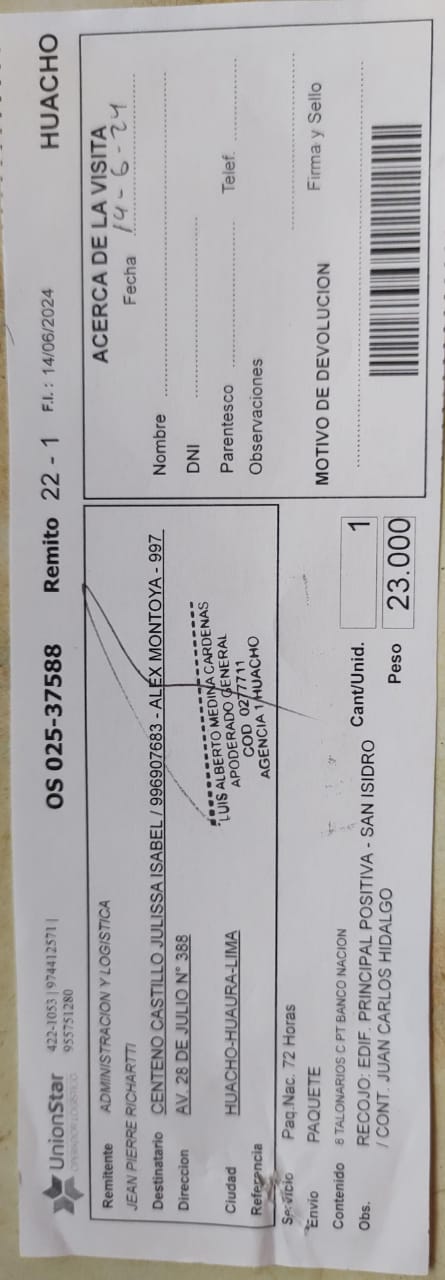 UnionStar
OPERADOR LOGISTICO
422-1053 | 974412571 |
955751280
OS 025-37588
Remito 22 - 1
F.I. : 14/06/2024
HUACHO
Remitente ADMINISTRACION Y LOGISTICA
JEAN PIERRE RICHARTTI
Destinatario CENTENO CASTILLO JULISSA ISABEL / 996907683 - ALEX MONTOYA - 997
Direccion AV. 28 DE JULIO N° 388
Ciudad HUACHO-HUAURA-LIMA
Referencia
LUIS ALBERTO MEDINA CARDENAS
APODERADO GENERAL
COD 0277711
AGENCIA 1 HUACHO
Servicio Paq.Nac. 72 Horas
Envio PAQUETE
Contenido 8 TALONARIOS C PT BANCO NACION
Obs. RECOJO: EDIF. PRINCIPAL POSITIVA - SAN ISIDRO
/ CONT. JUAN CARLOS HIDALGO
Cant/Unid. 1
Peso 23.000
ACERCA DE LA VISITA
Fecha 14-6-24
Nombre
DNI
Parentesco Telef.
Observaciones
MOTIVO DE DEVOLUCION
Firma y Sello